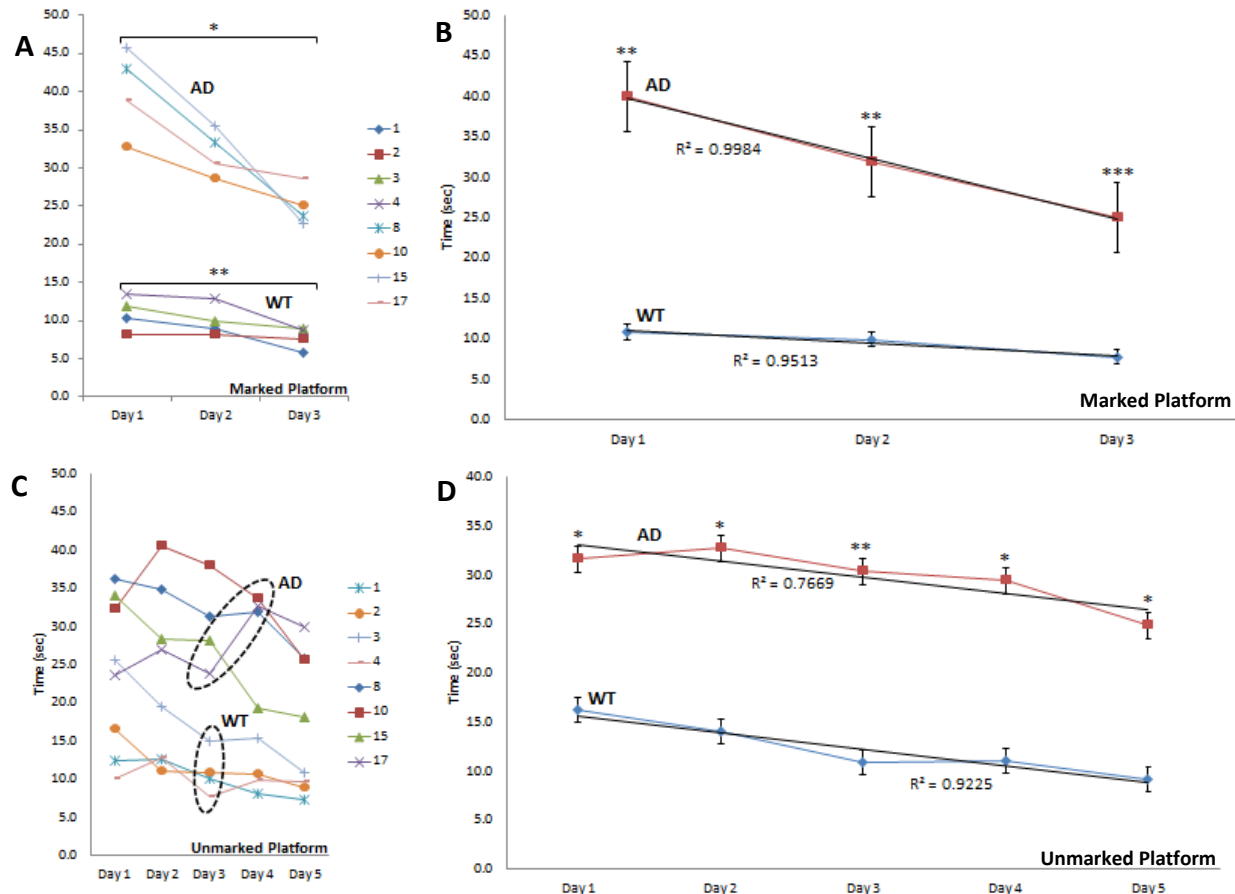 A
50.0
45.0
40.0
35.0
30.0
25.0
20.0
15.0
10.0
5.0
0.0
*
AD
**
WT
Marked Platform
Day 1 Day 2 Day 3
1
2
3
4
8
10
15
17
B
50.0
45.0
40.0
35.0
30.0
25.0
20.0
15.0
10.0
5.0
0.0
Time (sec)
**
AD
**
***
R² = 0.9984
WT
R² = 0.9513
Marked Platform
Day 1 Day 2 Day 3
C
50.0
45.0
40.0
35.0
30.0
25.0
20.0
15.0
10.0
5.0
0.0
Time (sec)
AD
WT
Unmarked Platform
Day 1 Day 2 Day 3 Day 4 Day 5
1
2
3
4
8
10
15
17
D
40.0
35.0
30.0
25.0
20.0
15.0
10.0
5.0
0.0
Time (sec)
*
AD
*
**
*
*
R² = 0.7669
WT
R² = 0.9225
Unmarked Platform
Day 1 Day 2 Day 3 Day 4 Day 5